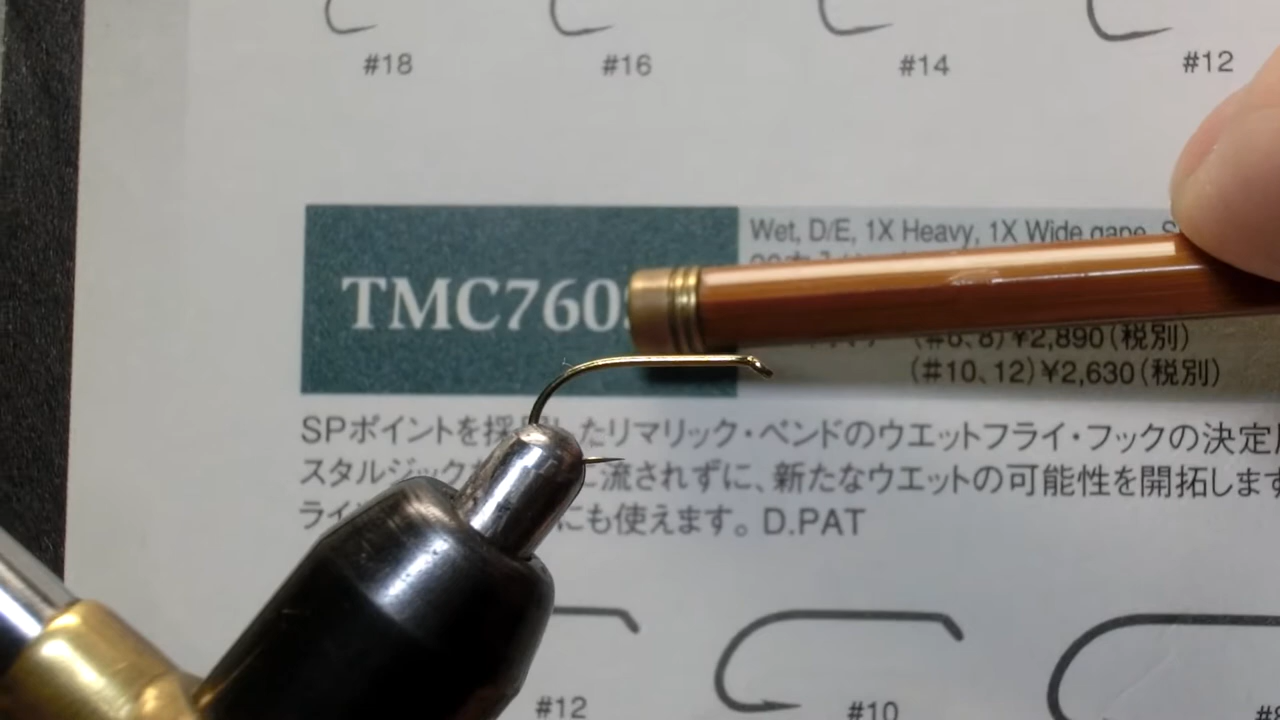 #18 #16 #14 #12
Wet, D/E, 1X Heavy, 1X Wide gape,
TMC760
(#6、8)¥2,890(税別)
(#10、12)¥2,630(税別)
SPポイントを採 したリマリック・ベンドのウエットフライ・フックの決定
スタルジック に流されずに、新たなウエットの可能性を開拓します
ライ にも使えます。D.PAT
#12 #10